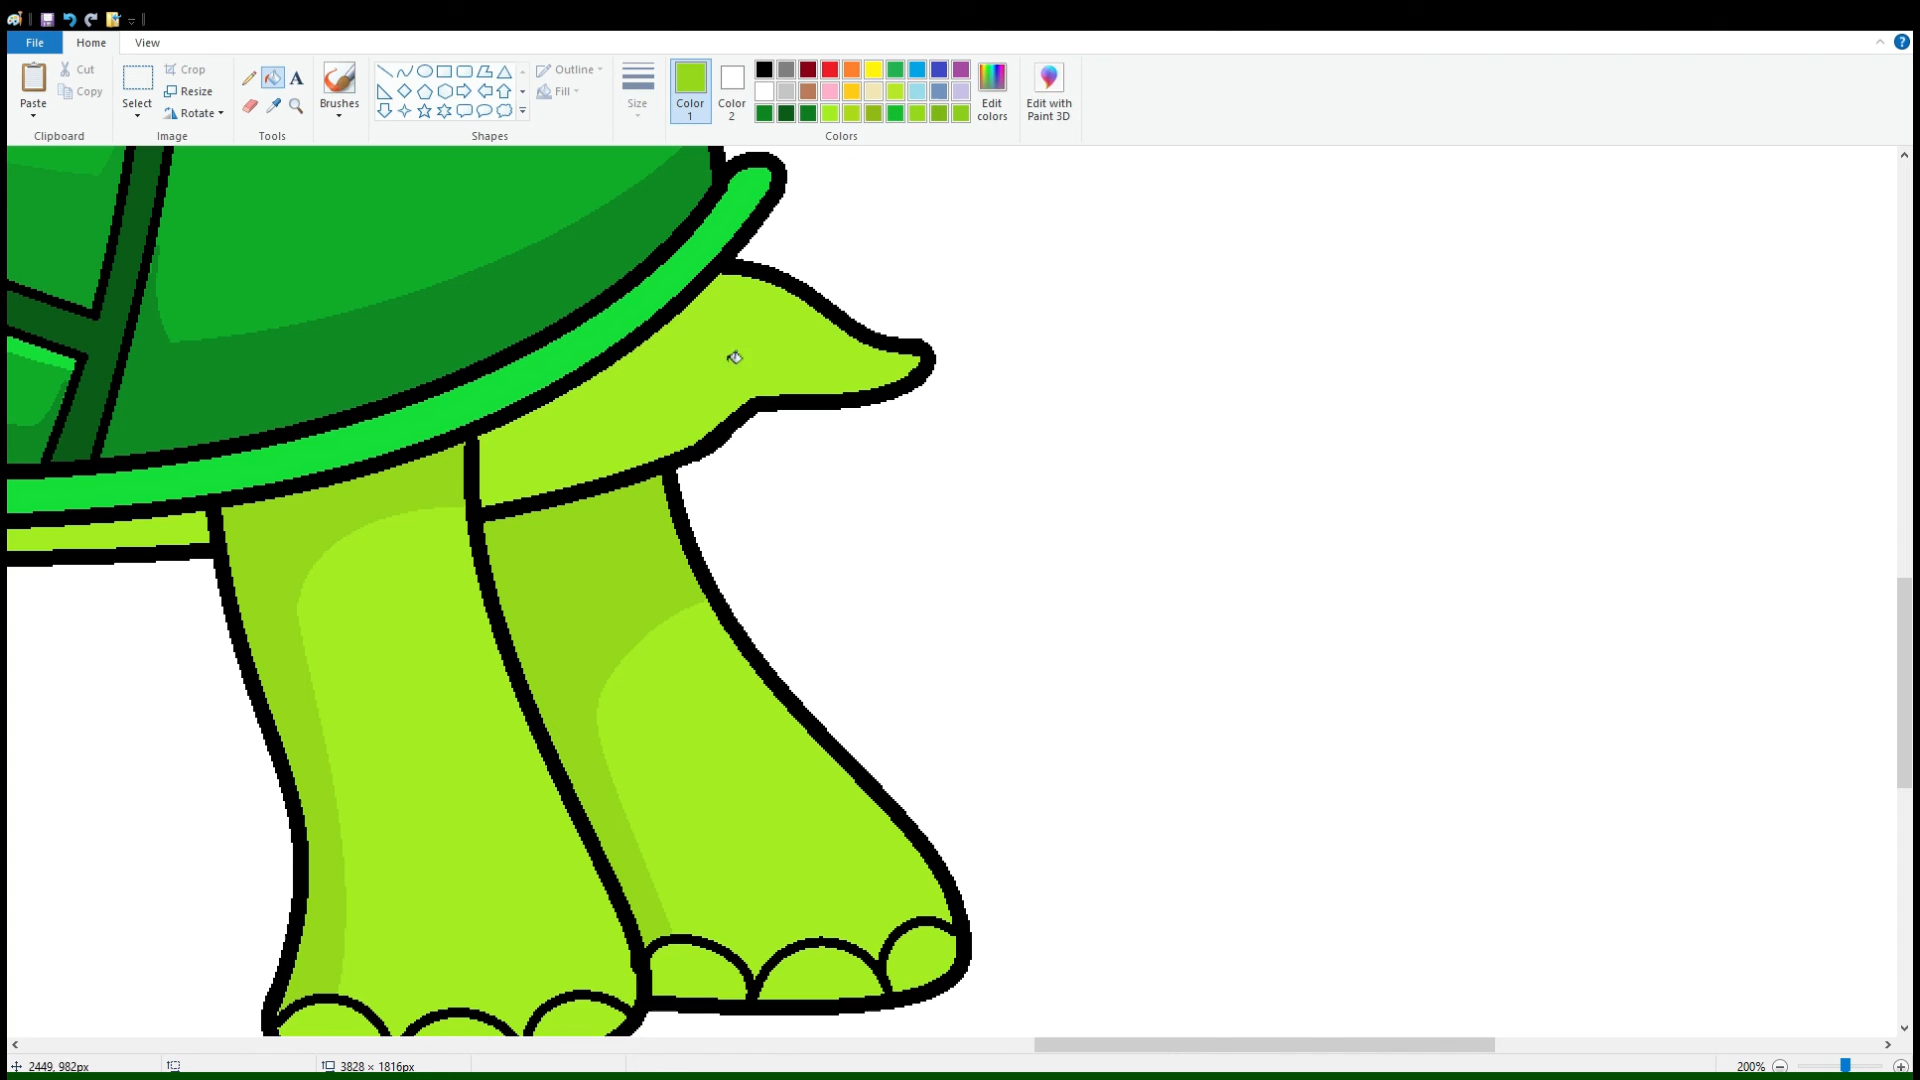 File Home View
Paste
Cut
Copy
Clipboard
Select
Crop
Resize
Rotate
Image
A
Tools
Brushes
Shapes
Outline
Fill
Size
Color
1
Color
2
Edit
colors
Colors
Edit with
Paint 3D
?
2449, 982px
3828 × 1816px
200%